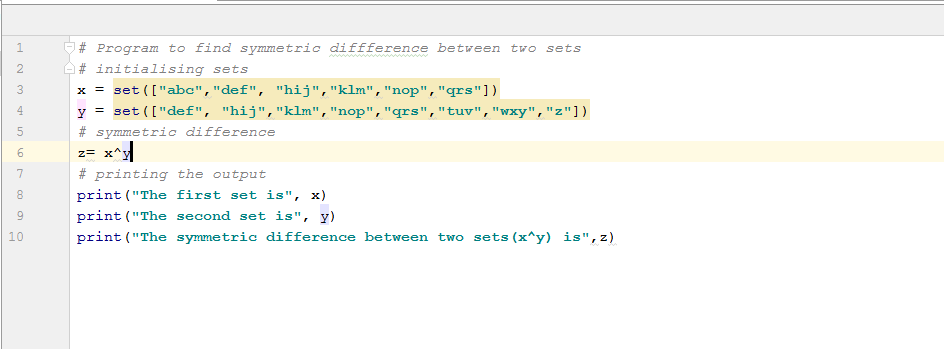 1 # Program to find symmetric diffference between two sets
2 # initialising sets
3 x = set(["abc","def", "hij","klm","nop","qrs"])
4 y = set(["def", "hij","klm","nop","qrs","tuv","wxy","z"])
5 # symmetric difference
6 z= x^y
7 # printing the output
8 print("The first set is", x)
9 print("The second set is", y)
10 print("The symmetric difference between two sets(x^y) is",z)